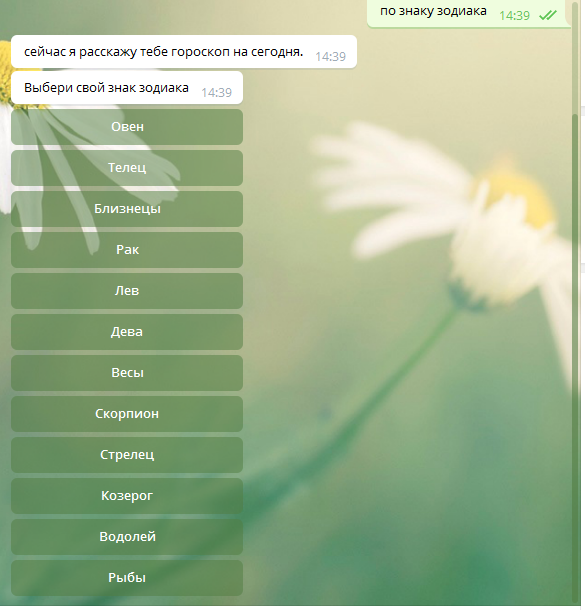 по знаку зодиака 14:39
сейчас я расскажу тебе гороскоп на сегодня. 14:39
Выбери свой знак зодиака 14:39
Овен
Телец
Близнецы
Рак
Лев
Дева
Весы
Скорпион
Стрелец
Козерог
Водолей
Рыбы